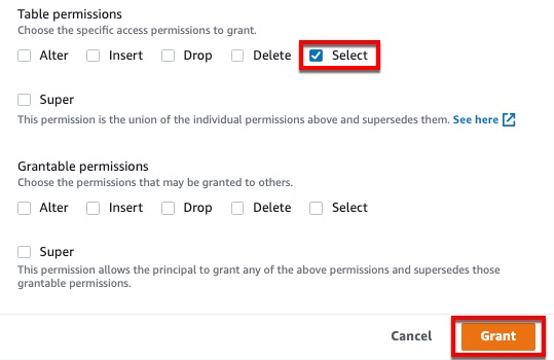 Table permissions
Choose the specific access permissions to grant.
Alter Insert Drop Delete Select
Super
This permission is the union of the individual permissions above and supersedes them. See here
Grantable permissions
Choose the permissions that may be granted to others.
Alter Insert Drop Delete Select
Super
This permission allows the principal to grant any of the above permissions and supersedes those
grantable permissions.
Cancel Grant